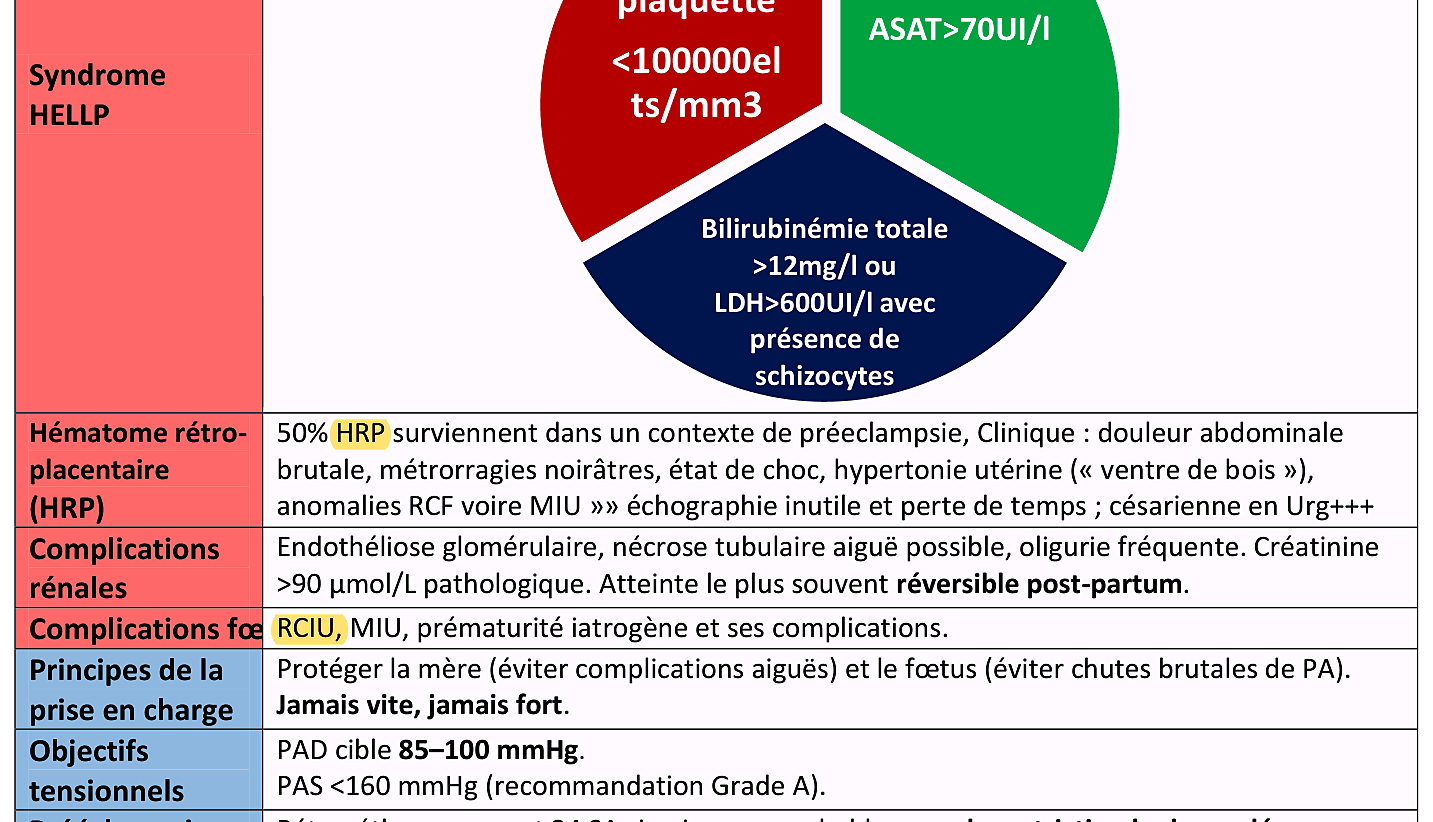 plaquette
<100000el
ts/mm3
ASAT>70UI/l
Syndrome
HELLP
Bilirubinémie totale
>12mg/l ou
LDH>600UI/l avec
présence de
schizocytes
Hématome rétro-
placentaire
(HRP)
50% HRP surviennent dans un contexte de préeclampsie, Clinique : douleur abdominale
brutale, métrorragies noirâtres, état de choc, hypertonie utérine (« ventre de bois »),
anomalies RCF voire MIU »» échographie inutile et perte de temps ; césarienne en Urg+++
Complications
rénales
Endothéliose glomérulaire, nécrose tubulaire aiguë possible, oligurie fréquente. Créatinine
>90 µmol/L pathologique. Atteinte le plus souvent réversible post-partum.
Complications fœ
RCIU, MIU, prématurité iatrogène et ses complications.
Principes de la
prise en charge
Protéger la mère (éviter complications aiguës) et le fœtus (éviter chutes brutales de PA).
Jamais vite, jamais fort.
Objectifs
tensionnels
PAD cible 85–100 mmHg.
PAS <160 mmHg (recommandation Grade A).